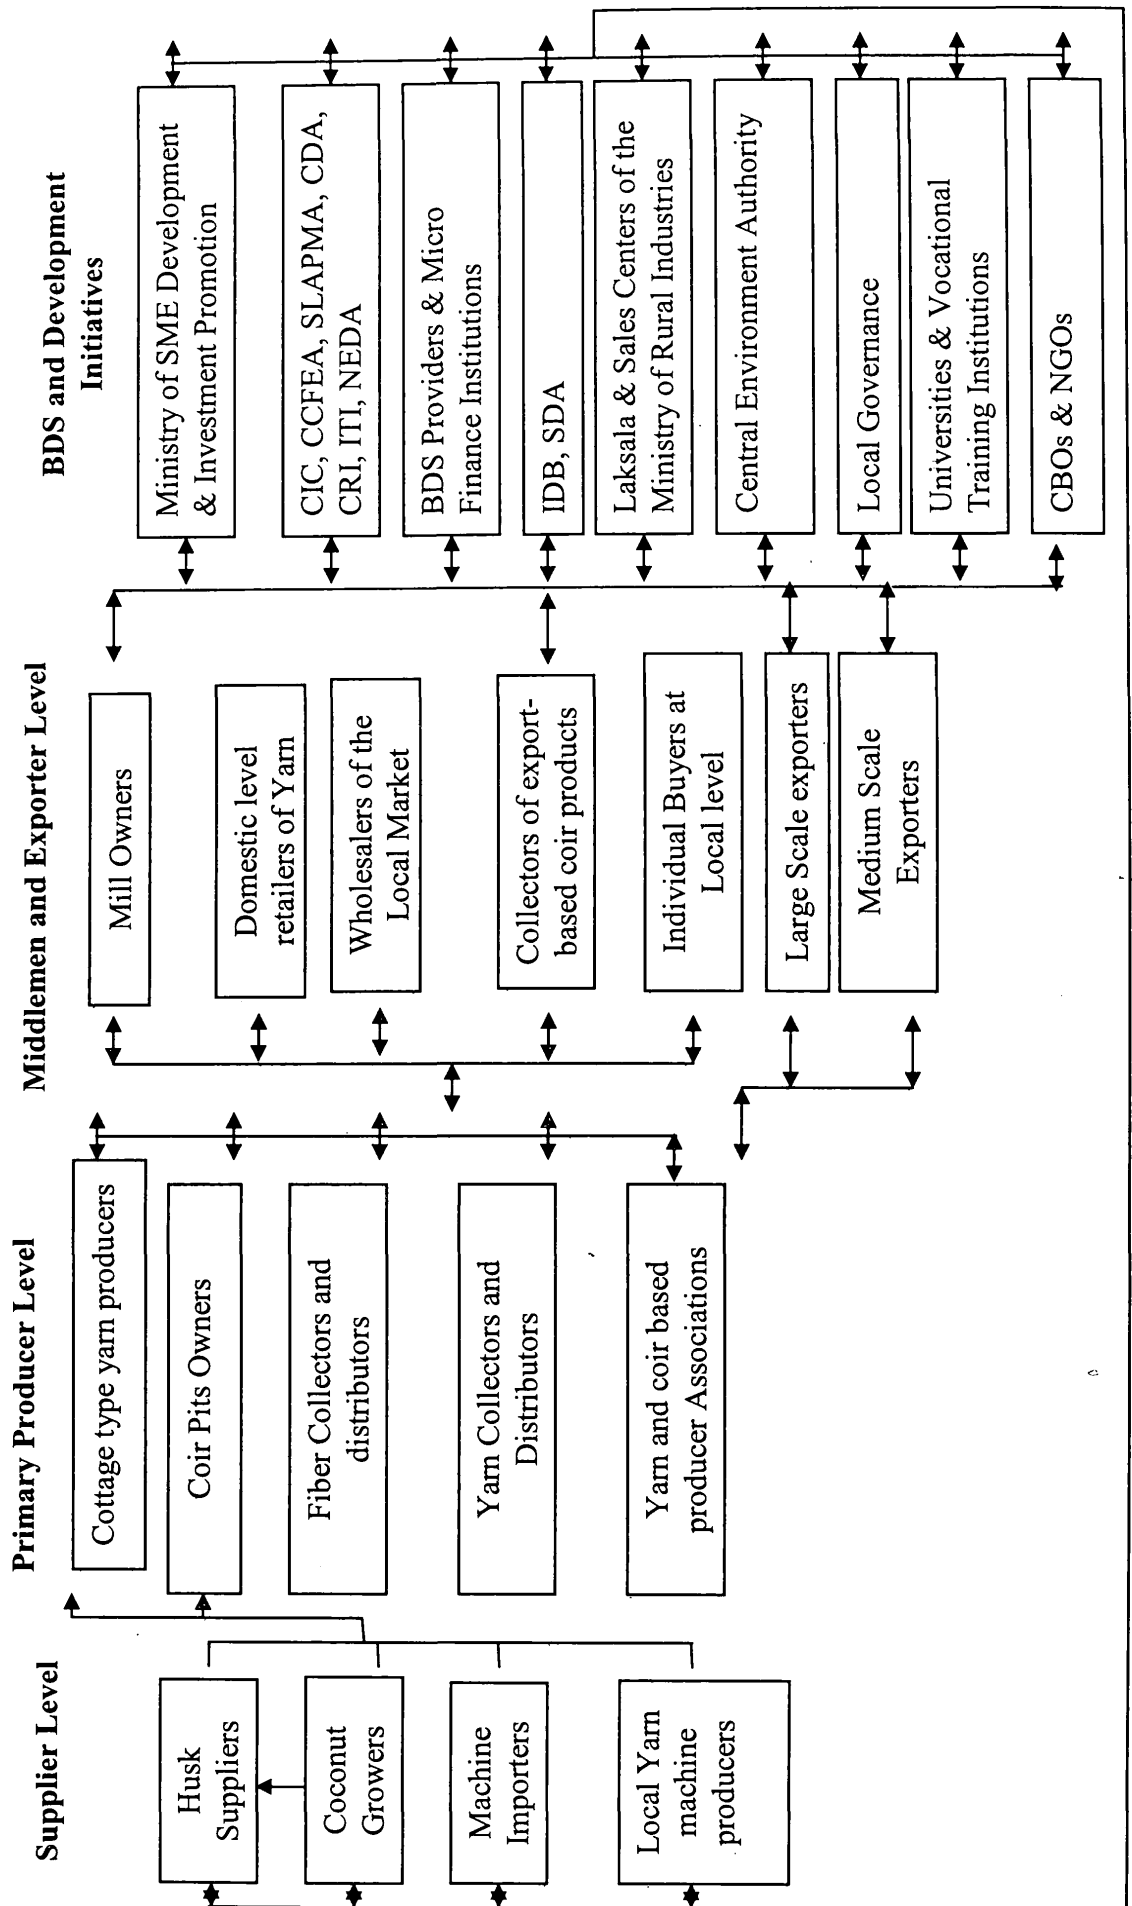 Supplier Level
Husk
Suppliers
Coconut
Growers
Machine
Importers
Local Yarn
machine
producers
Primary Producer Level
Cottage type yarn producers
Coir Pits Owners
Fiber Collectors and
distributors
Yarn Collectors and
Distributors
Yarn and coir based
producer Associations
Middlemen and Exporter Level
Mill Owners
Domestic level
retailers of Yarn
Wholesalers of the
Local Market
Collectors of export-
based coir products
Individual Buyers at
Local level
Large Scale exporters
Medium Scale
Exporters
BDS and Development
Initiatives
Ministry of SME Development
& Investment Promotion
CIC, CCFEA, SLAPMA, CDA,
CRI, ITI, NEDA
BDS Providers & Micro
Finance Institutions
IDB, SDA
Laksala & Sales Centers of the
Ministry of Rural Industries
Central Environment Authority
Local Governance
Universities & Vocational
Training Institutions
CBOs & NGOs